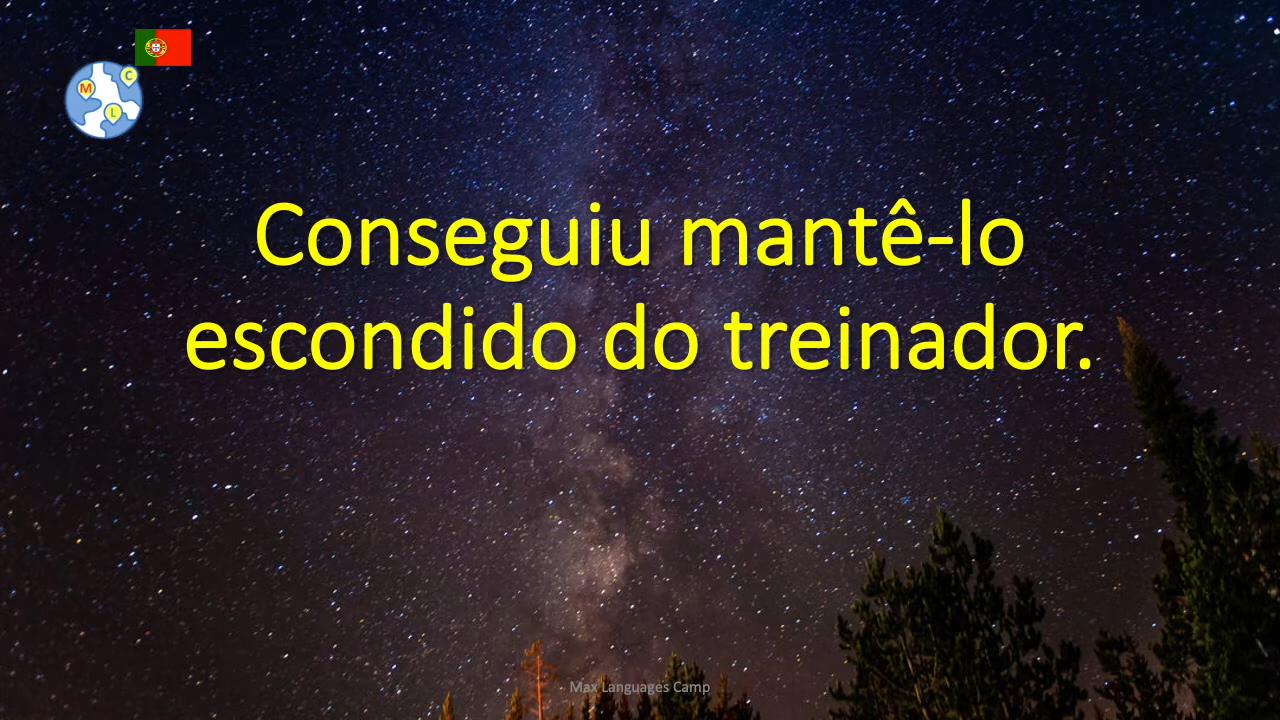 C
M
L
Conseguiu mantê-lo
escondido do treinador.
Max Languages Camp